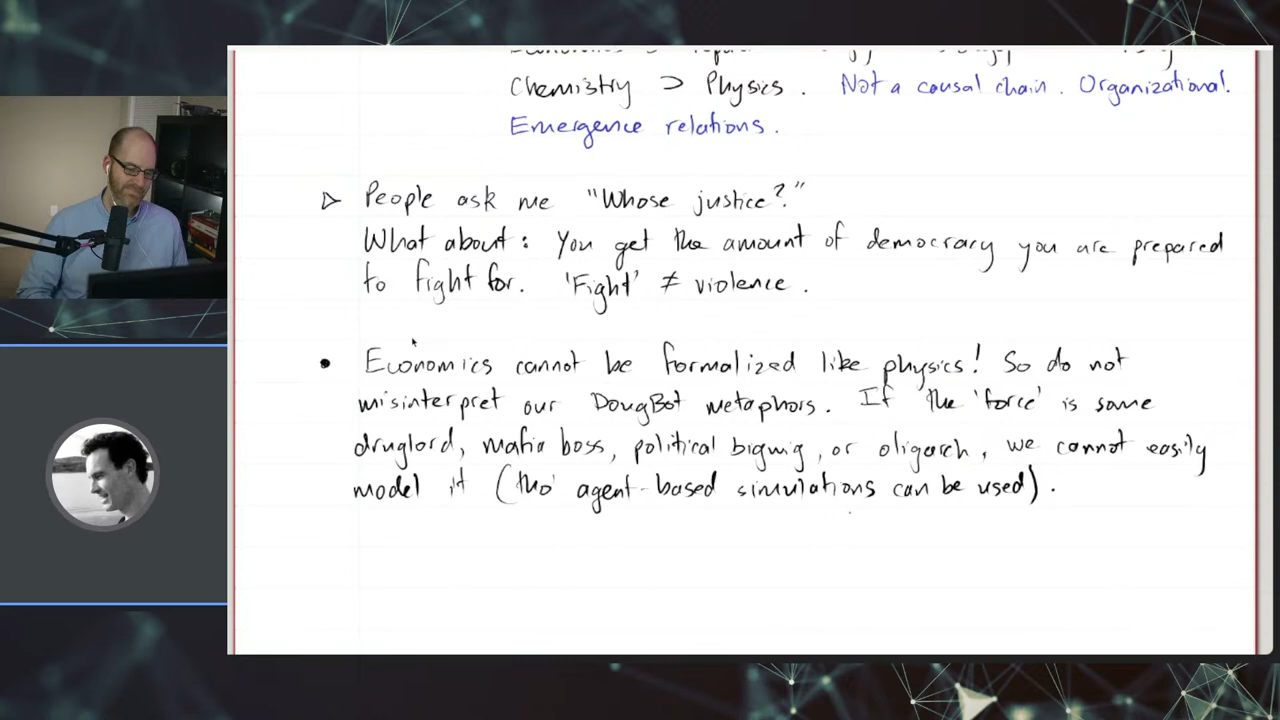 Chemistry ⊃ Physics. Not a causal chain. Organizational.
Emergence relations.
▷ People ask me "Whose justice?"
What about: You get the amount of democracy you are prepared
to fight for. 'Fight' ≠ violence.
• Economics cannot be formalized like physics! So do not
misinterpret our DougBot metaphors. If the 'force' is some
druglord, mafia boss, political bigwig, or oligarch, we cannot easily
model it (tho' agent-based simulations can be used).